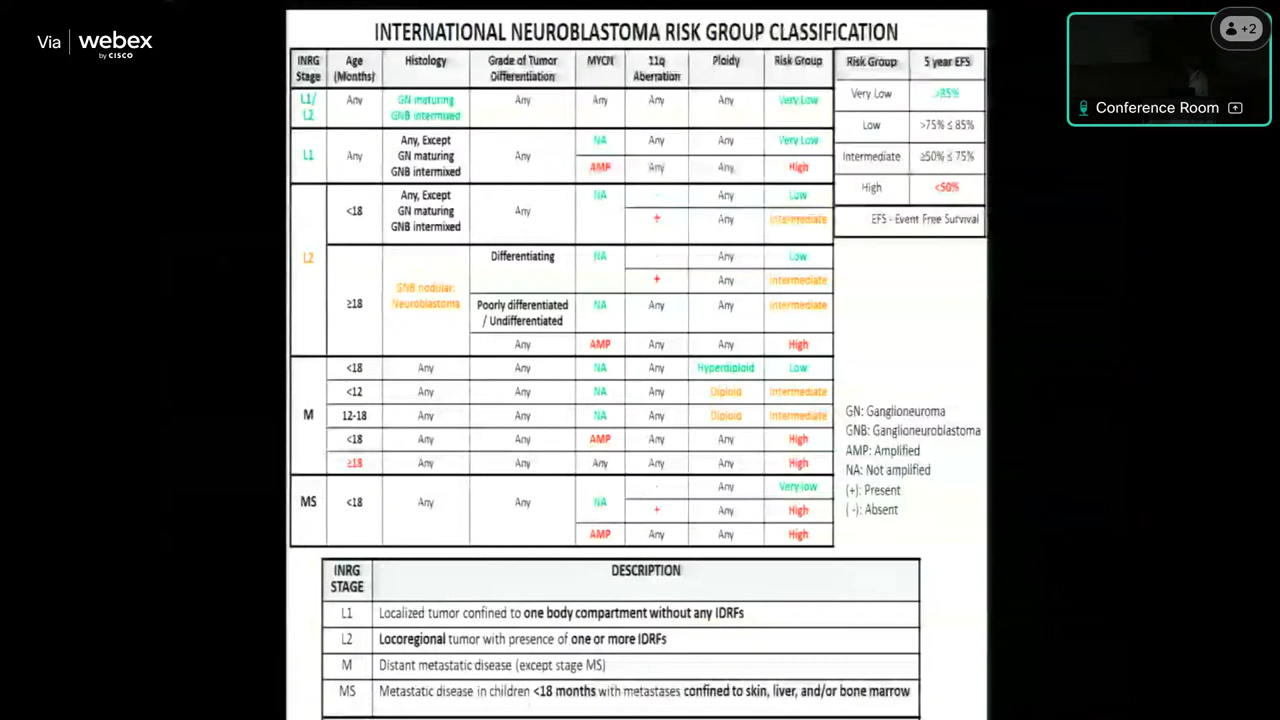 Via webex
by CISCO
+2
Conference Room
INTERNATIONAL NEUROBLASTOMA RISK GROUP CLASSIFICATION
INRG Stage Age (Months) Histology Grade of Tumor Differentiation MYCN 11q Aberration Ploidy Risk Group
L1/ L2 Any GN maturing GNB intermixed Any Any Any Any Very Low
L1 Any Any, Except GN maturing GNB intermixed Any NA Any Any Very Low
AMP Any Any High
L2 <18 Any, Except GN maturing GNB intermixed Any NA - Any Low
+ Any Intermediate
≥18 GNB nodular: Neuroblastoma Differentiating NA - Any Low
+ Any Intermediate
Poorly differentiated / Undifferentiated NA Any Any Intermediate
Any AMP Any Any High
M <18 Any Any NA Any Hyperdiploid Low
<12 Any Any NA Any Diploid Intermediate
12-18 Any Any NA Any Diploid Intermediate
<18 Any Any AMP Any Any High
≥18 Any Any Any Any Any High
MS <18 Any Any NA - Any Very low
+ Any High
AMP Any Any High
Risk Group 5 year EFS
Very Low >85%
Low >75% ≤ 85%
Intermediate ≥50% ≤ 75%
High <50%
EFS - Event Free Survival
GN: Ganglioneuroma
GNB: Ganglioneuroblastoma
AMP: Amplified
NA: Not amplified
(+): Present
( -): Absent
INRG STAGE DESCRIPTION
L1 Localized tumor confined to one body compartment without any IDRFs
L2 Locoregional tumor with presence of one or more IDRFs
M Distant metastatic disease (except stage MS)
MS Metastatic disease in children <18 months with metastases confined to skin, liver, and/or bone marrow